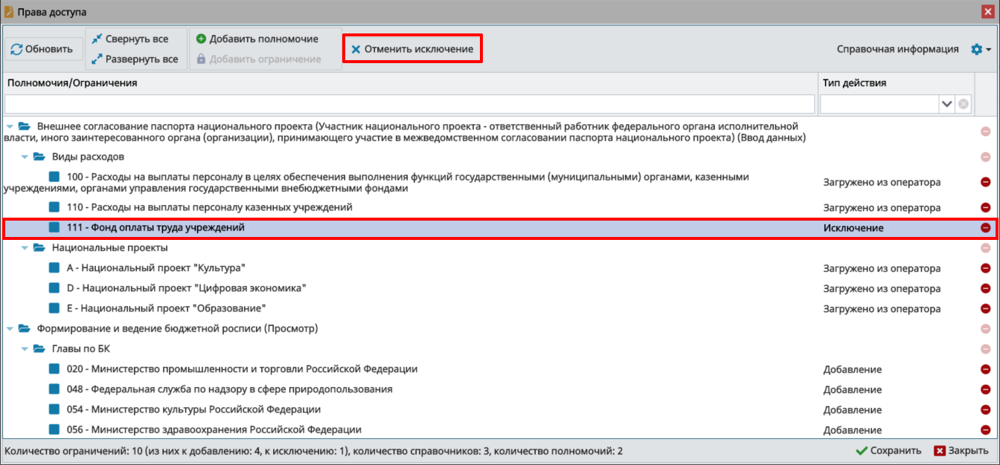 Права доступа
Обновить
Свернуть все
Развернуть все
Добавить полномочие
Добавить ограничение
Отменить исключение
Справочная информация
Полномочия/Ограничения
Тип действия
Внешнее согласование паспорта национального проекта (Участник национального проекта - ответственный работник федерального органа исполнительной
власти, иного заинтересованного органа (организации), принимающего участие в межведомственном согласовании паспорта национального проекта) (Ввод данных)
Виды расходов
100 - Расходы на выплаты персоналу в целях обеспечения выполнения функций государственными (муниципальными) органами, казенными
учреждениями, органами управления государственными внебюджетными фондами
Загружено из оператора
110 - Расходы на выплаты персоналу казенных учреждений Загружено из оператора
111 - Фонд оплаты труда учреждений Исключение
Национальные проекты
A - Национальный проект "Культура" Загружено из оператора
D - Национальный проект "Цифровая экономика" Загружено из оператора
E - Национальный проект "Образование" Загружено из оператора
Формирование и ведение бюджетной росписи (Просмотр)
Главы по БК
020 - Министерство промышленности и торговли Российской Федерации Добавление
048 - Федеральная служба по надзору в сфере природопользования Добавление
054 - Министерство культуры Российской Федерации Добавление
056 - Министерство здравоохранения Российской Федерации Добавление
Количество ограничений: 10 (из них к добавлению: 4, к исключению: 1), количество справочников: 3, количество полномочий: 2
Сохранить
Закрыть